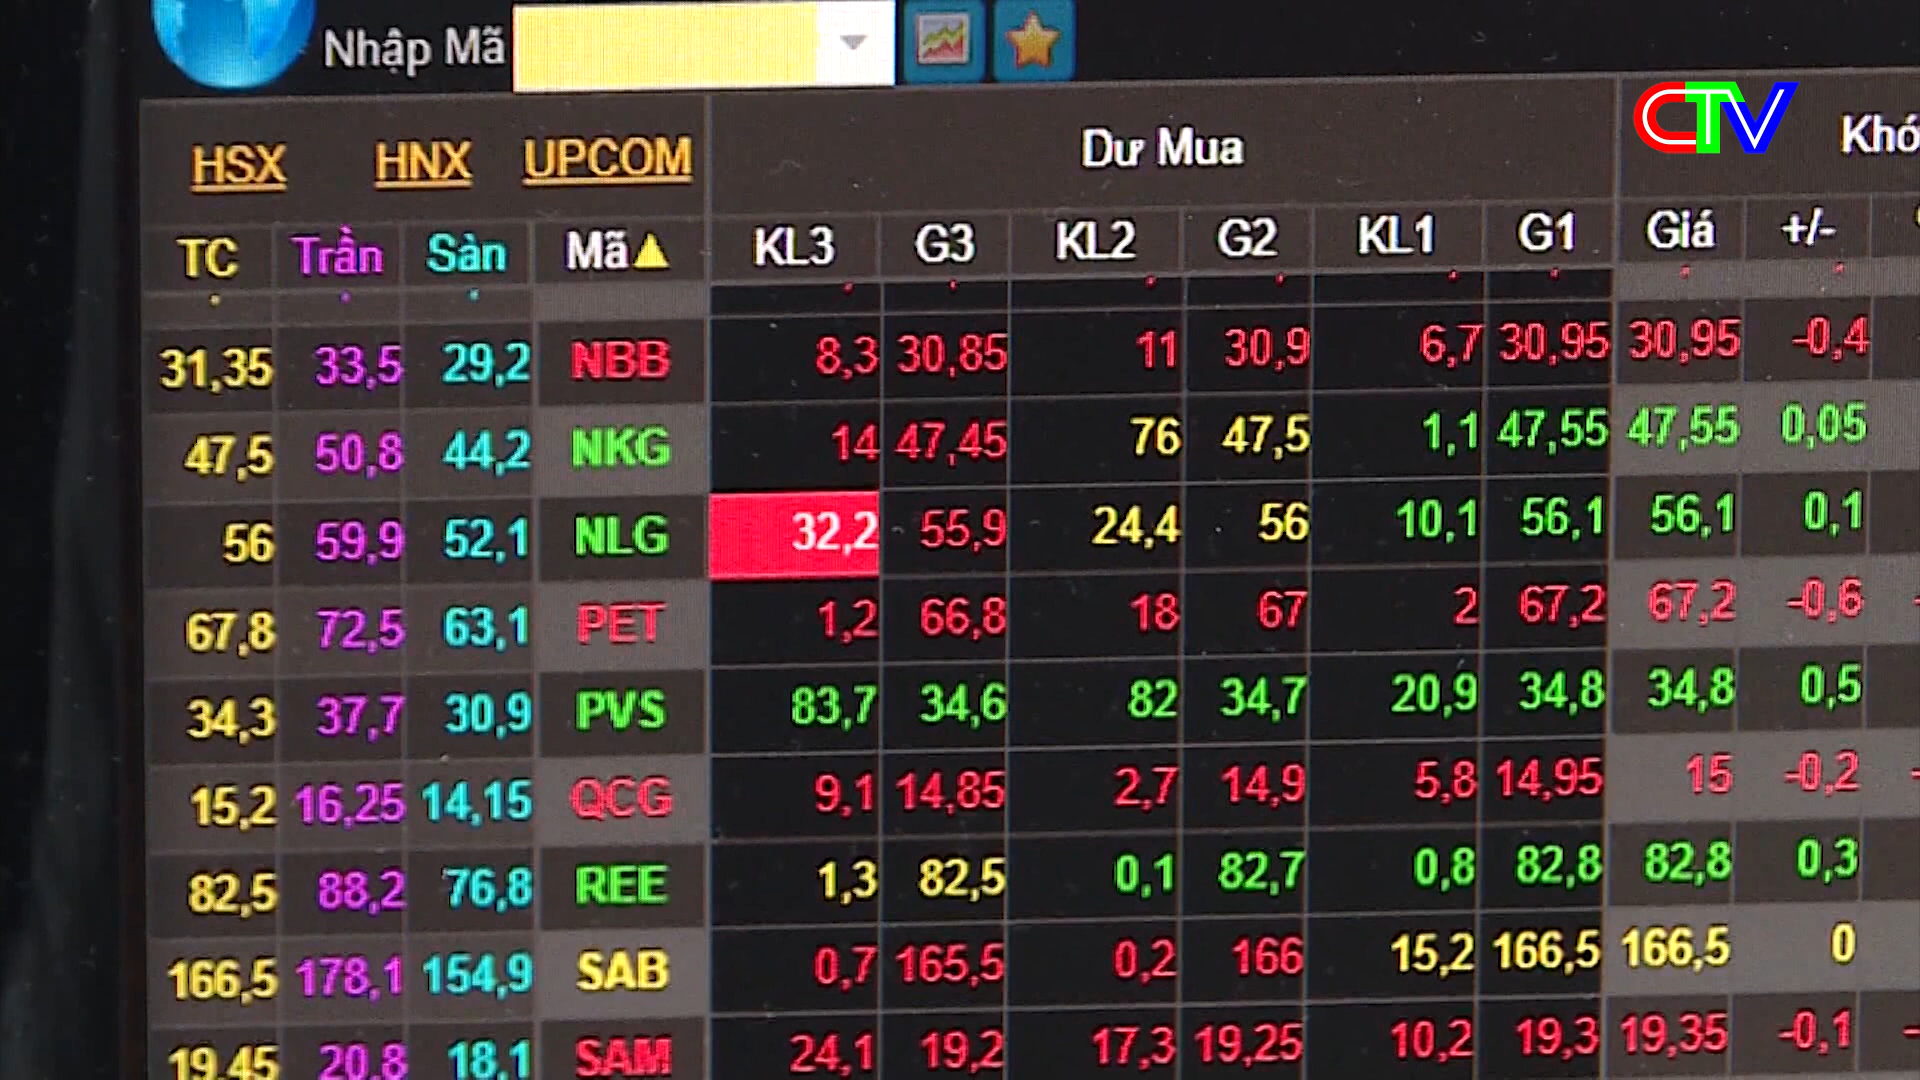 Nhập Mã
CTV
HSX HNX UPCOM Dư Mua
TC Trần Sàn Mã KL3 G3 KL2 G2 KL1 G1 Giá +/-
31,35 33,5 29,2 NBB 8,3 30,85 11 30,9 6,7 30,95 30,95 -0,4
47,5 50,8 44,2 NKG 14 47,45 76 47,5 1,1 47,55 47,55 0,05
56 59,9 52,1 NLG 32,2 55,9 24,4 56 10,1 56,1 56,1 0,1
67,8 72,5 63,1 PET 1,2 66,8 18 67 2 67,2 67,2 -0,6
34,3 37,7 30,9 PVS 83,7 34,6 82 34,7 20,9 34,8 34,8 0,5
15,2 16,25 14,15 QCG 9,1 14,85 2,7 14,9 5,8 14,95 15 -0,2
82,5 88,2 76,8 REE 1,3 82,5 0,1 82,7 0,8 82,8 82,8 0,3
166,5 178,1 154,9 SAB 0,7 165,5 0,2 166 15,2 166,5 166,5 0
19,45 20,8 18,1 SAM 24,1 19,2 17,3 19,25 10,2 19,3 19,35 -0,1